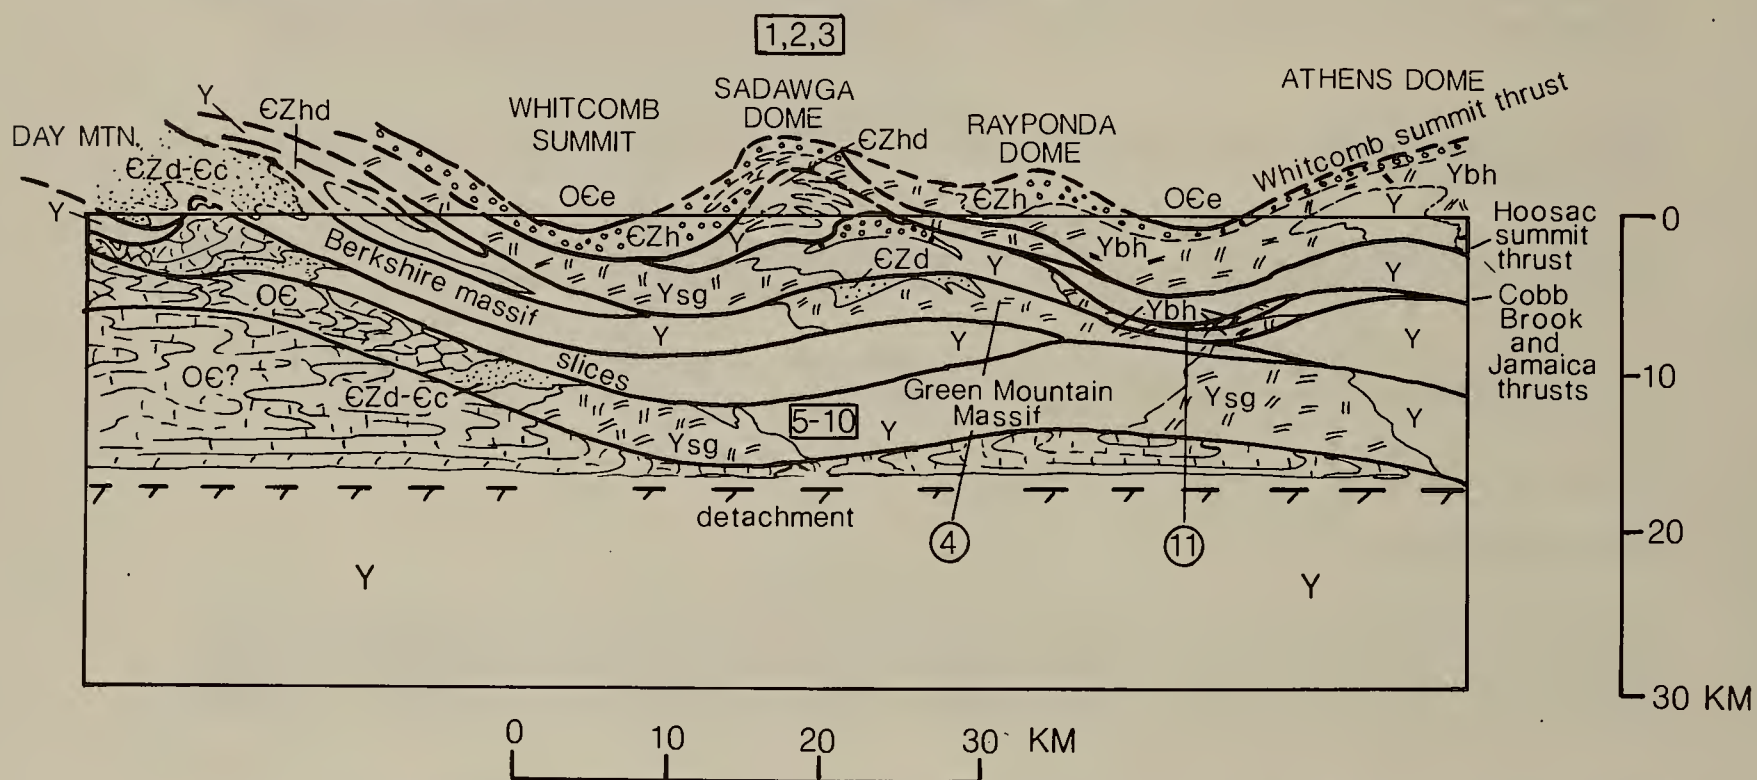 1,2,3
ATHENS DOME
SADAWGA
DOME
Y
ЄZhd
WHITCOMB
SUMMIT
ЄZhd
RAYPONDA
DOME
Whitcomb summit thrust
DAY MTN.
ЄZd-Єc
Ybh
OЄe
?ЄZh
OЄe
Y
Y
0
Hoosac
summit
thrust
ЄZh
Y
Ybh
Berkshire massif
slices
ЄZd
Y
Y
Ysg
OЄ
Ybh
Cobb
Brook
and
Jamaica
thrusts
Y
Y
Y
OЄ?
ЄZd-Єc
Green Mountain
Massif
Ysg
10
5-10
Y
Y
Ysg
detachment
4
11
20
Y
Y
30 KM
0
10
20
30 KM